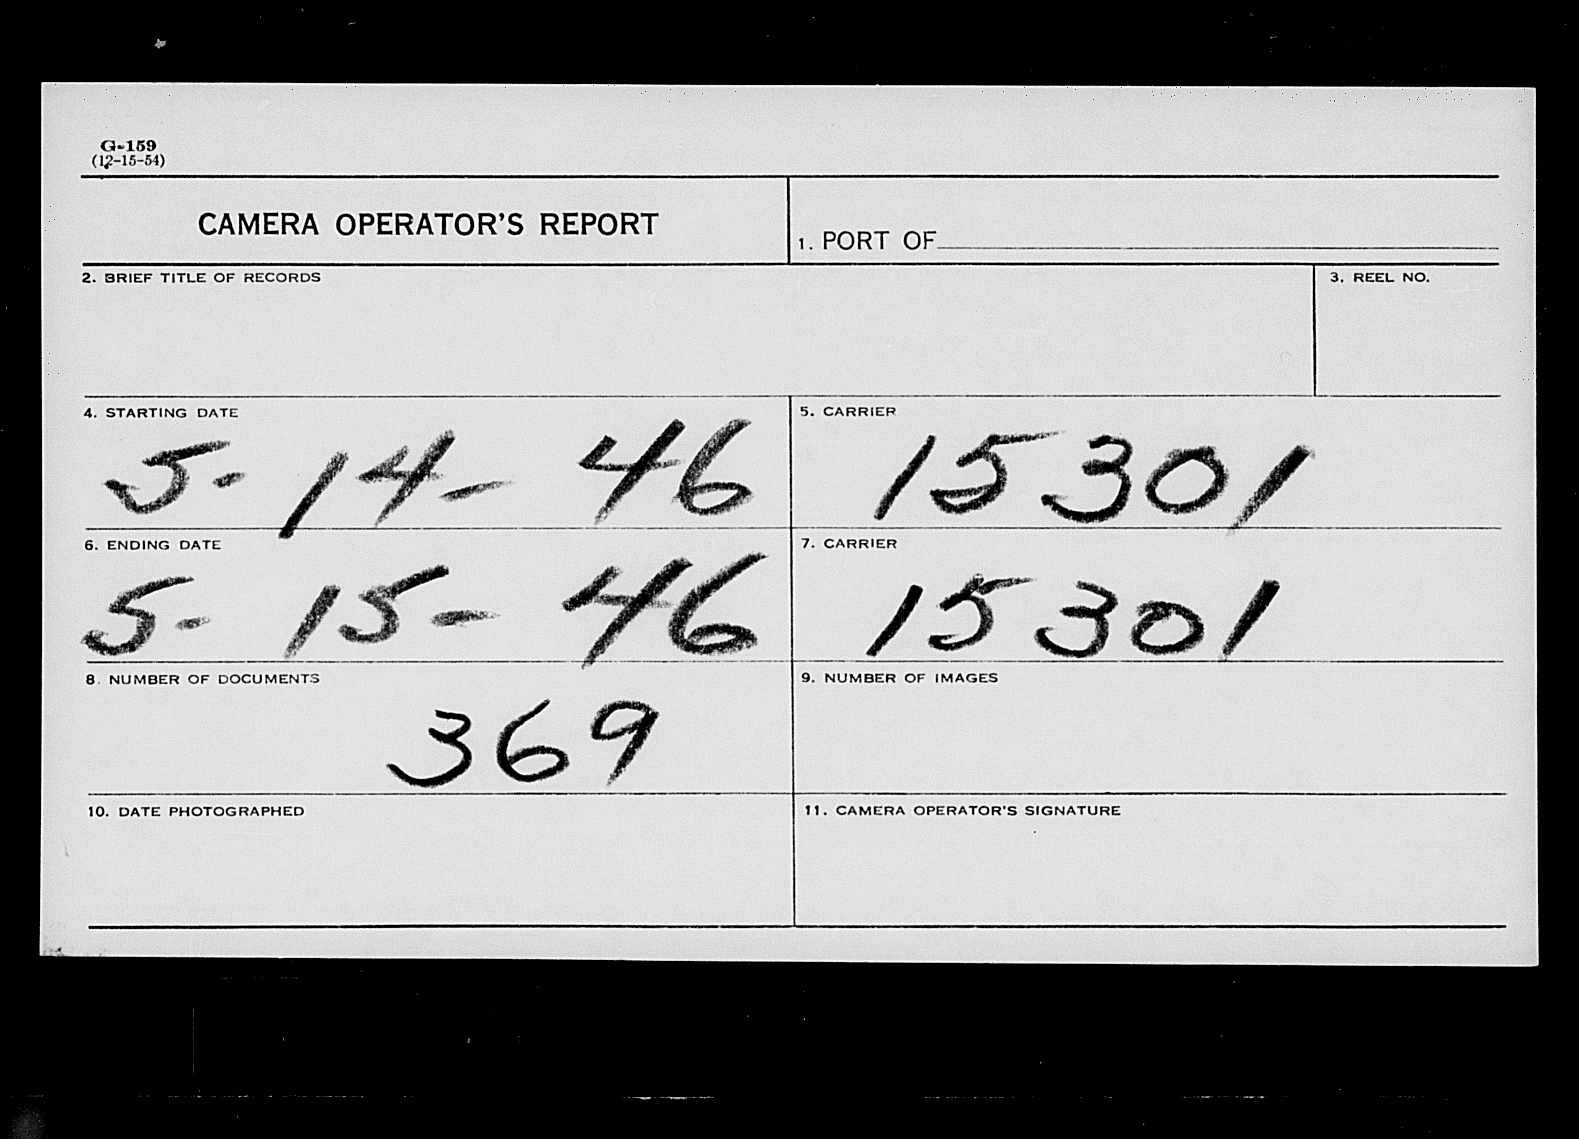 G-159
(12-15-54)
CAMERA OPERATOR'S REPORT
1. PORT OF
2. BRIEF TITLE OF RECORDS
3. REEL NO.
4. STARTING DATE
5-14-46
5. CARRIER
15301
6. ENDING DATE
5-15-46
7. CARRIER
15301
8. NUMBER OF DOCUMENTS
369
9. NUMBER OF IMAGES
10. DATE PHOTOGRAPHED
11. CAMERA OPERATOR'S SIGNATURE